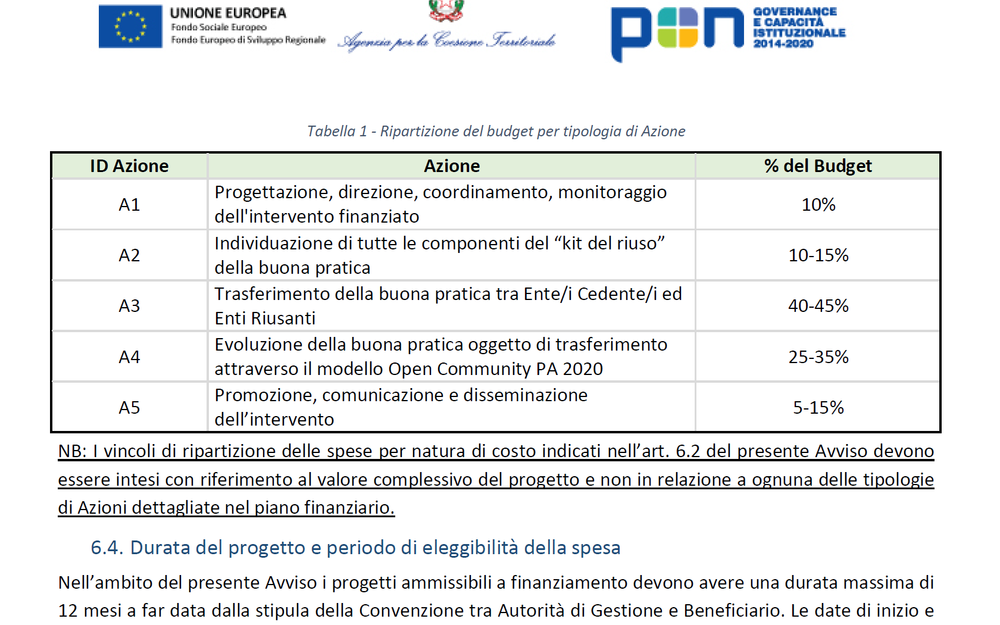 UNIONE EUROPEA
Fondo Sociale Europeo
Fondo Europeo di Sviluppo Regionale
Agenzia per la Coesione Territoriale
pon
GOVERNANCE
E CAPACITÀ
ISTITUZIONALE
2014-2020
Tabella 1 - Ripartizione del budget per tipologia di Azione
ID Azione Azione % del Budget
A1 Progettazione, direzione, coordinamento, monitoraggio
dell'intervento finanziato 10%
A2 Individuazione di tutte le componenti del “kit del riuso”
della buona pratica 10-15%
A3 Trasferimento della buona pratica tra Ente/i Cedente/i ed
Enti Riusanti 40-45%
A4 Evoluzione della buona pratica oggetto di trasferimento
attraverso il modello Open Community PA 2020 25-35%
A5 Promozione, comunicazione e disseminazione
dell’intervento 5-15%
NB: I vincoli di ripartizione delle spese per natura di costo indicati nell’art. 6.2 del presente Avviso devono
essere intesi con riferimento al valore complessivo del progetto e non in relazione a ognuna delle tipologie
di Azioni dettagliate nel piano finanziario.
6.4. Durata del progetto e periodo di eleggibilità della spesa
Nell’ambito del presente Avviso i progetti ammissibili a finanziamento devono avere una durata massima di
12 mesi a far data dalla stipula della Convenzione tra Autorità di Gestione e Beneficiario. Le date di inizio e